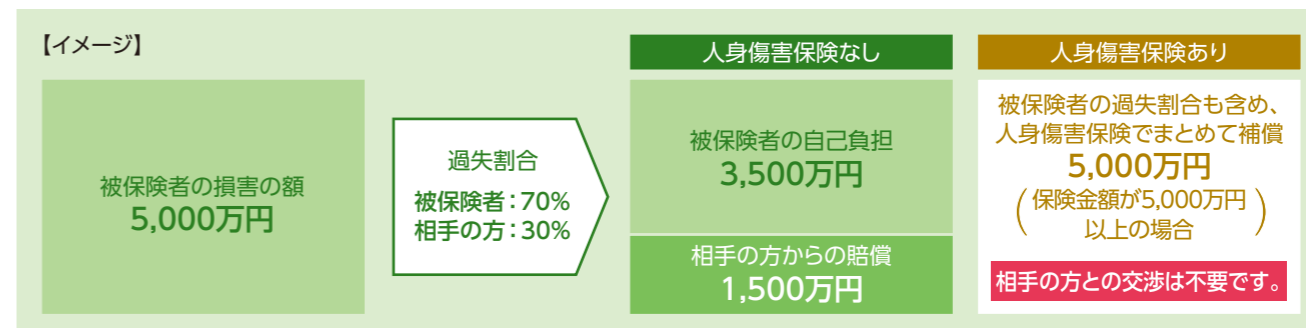 【イメージ】
被保険者の損害の額
5,000万円
過失割合
被保険者：70%
相手の方：30%
人身傷害保険なし
被保険者の自己負担
3,500万円
相手の方からの賠償
1,500万円
人身傷害保険あり
被保険者の過失割合も含め、
人身傷害保険でまとめて補償
5,000万円
（保険金額が5,000万円
以上の場合）
相手の方との交渉は不要です。